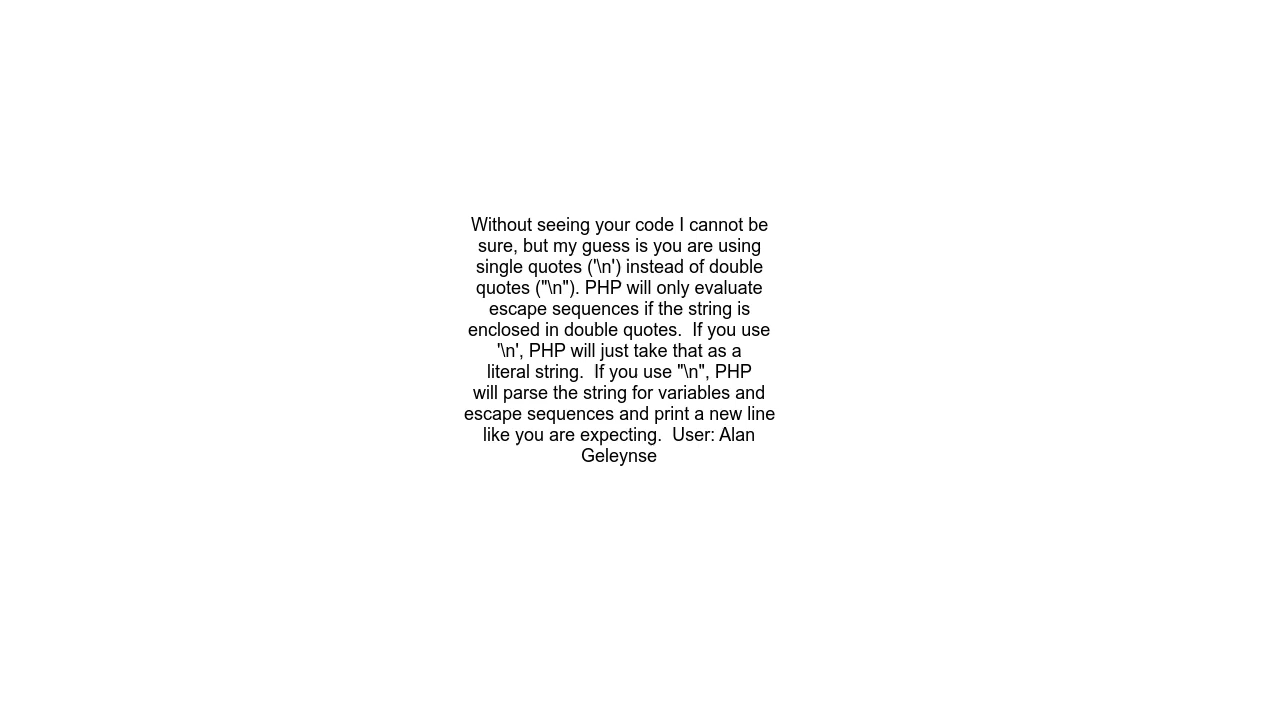 Without seeing your code I cannot be
sure, but my guess is you are using
single quotes ('\n') instead of double
quotes ("\n"). PHP will only evaluate
escape sequences if the string is
enclosed in double quotes.  If you use
'\n', PHP will just take that as a
literal string.  If you use "\n", PHP
will parse the string for variables and
escape sequences and print a new line
like you are expecting.  User: Alan
Geleynse